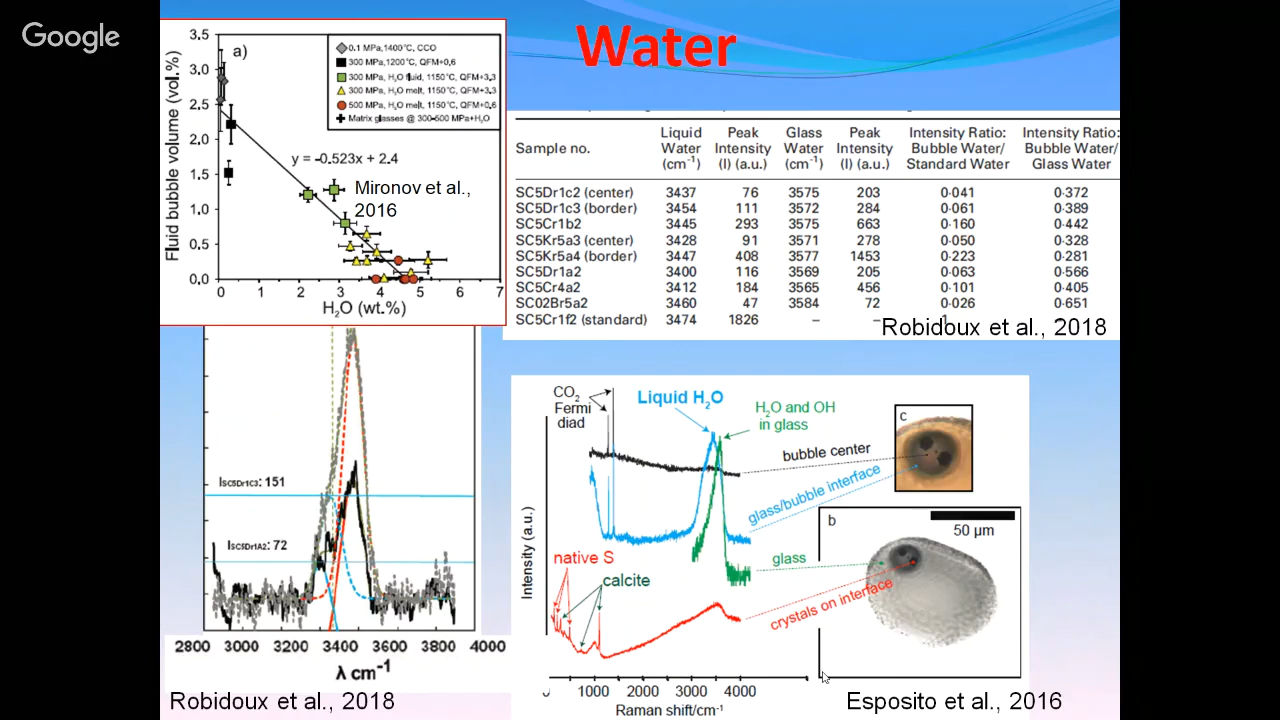 Google
Water
a)
Fluid bubble volume (vol.%)
3.5
3.0
2.5
2.0
1.5
1.0
0.5
0.0
0 1 2 3 4 5 6 7
H2O (wt.%)
0.1 MPa,1400°C, CCO
300 MPa,1200°C, QFM+0,6
300 MPa, H2O fluid, 1150°C, QFM+3.3
300 MPa, H2O melt, 1150°C, QFM+3.3
500 MPa, H2O melt, 1150°C, QFM+0.6
Matrix glasses @ 300-500 MPa+H2O
y = -0.523x + 2.4
Mironov et al.,
2016
Sample no. Liquid Water (cm-1) Peak Intensity (I) (a.u.) Glass Water (cm-1) Peak Intensity (I) (a.u.) Intensity Ratio: Bubble Water/ Standard Water Intensity Ratio: Bubble Water/ Glass Water
SC5Dr1c2 (center) 3437 76 3575 203 0·041 0·372
SC5Dr1c3 (border) 3454 111 3572 284 0·061 0·389
SC5Cr1b2 3445 293 3575 663 0·160 0·442
SC5Kr5a3 (center) 3428 91 3571 278 0·050 0·328
SC5Kr5a4 (border) 3447 408 3577 1453 0·223 0·281
SC5Dr1a2 3400 116 3569 205 0·063 0·566
SC5Cr4a2 3412 184 3565 456 0·101 0·405
SC02Br5a2 3460 47 3584 72 0·026 0·651
SC5Cr1f2 (standard) 3474 1826 – – 1 –
Robidoux et al., 2018
ISC5Dr1C3: 151
ISC5Dr1A2: 72
2800 3200 3400 3600 3800 4000
λ cm-1
Robidoux et al., 2018
CO2
Fermi
diad
Liquid H2O
H2O and OH
in glass
bubble center
glass/bubble interface
glass
crystals on interface
native S
calcite
Intensity (a.u.)
1000 2000 3000 4000
Raman shift/cm-1
c
b
50 µm
Esposito et al., 2016